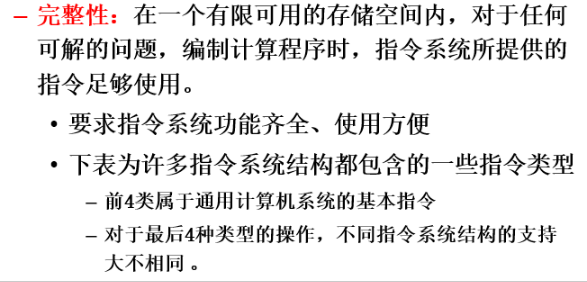 – 完整性：在一个有限可用的存储空间内，对于任何
可解的问题，编制计算程序时，指令系统所提供的
指令足够使用。
• 要求指令系统功能齐全、使用方便
• 下表为许多指令系统结构都包含的一些指令类型
– 前4类属于通用计算机系统的基本指令
– 对于最后4种类型的操作，不同指令系统结构的支持
大不相同 。